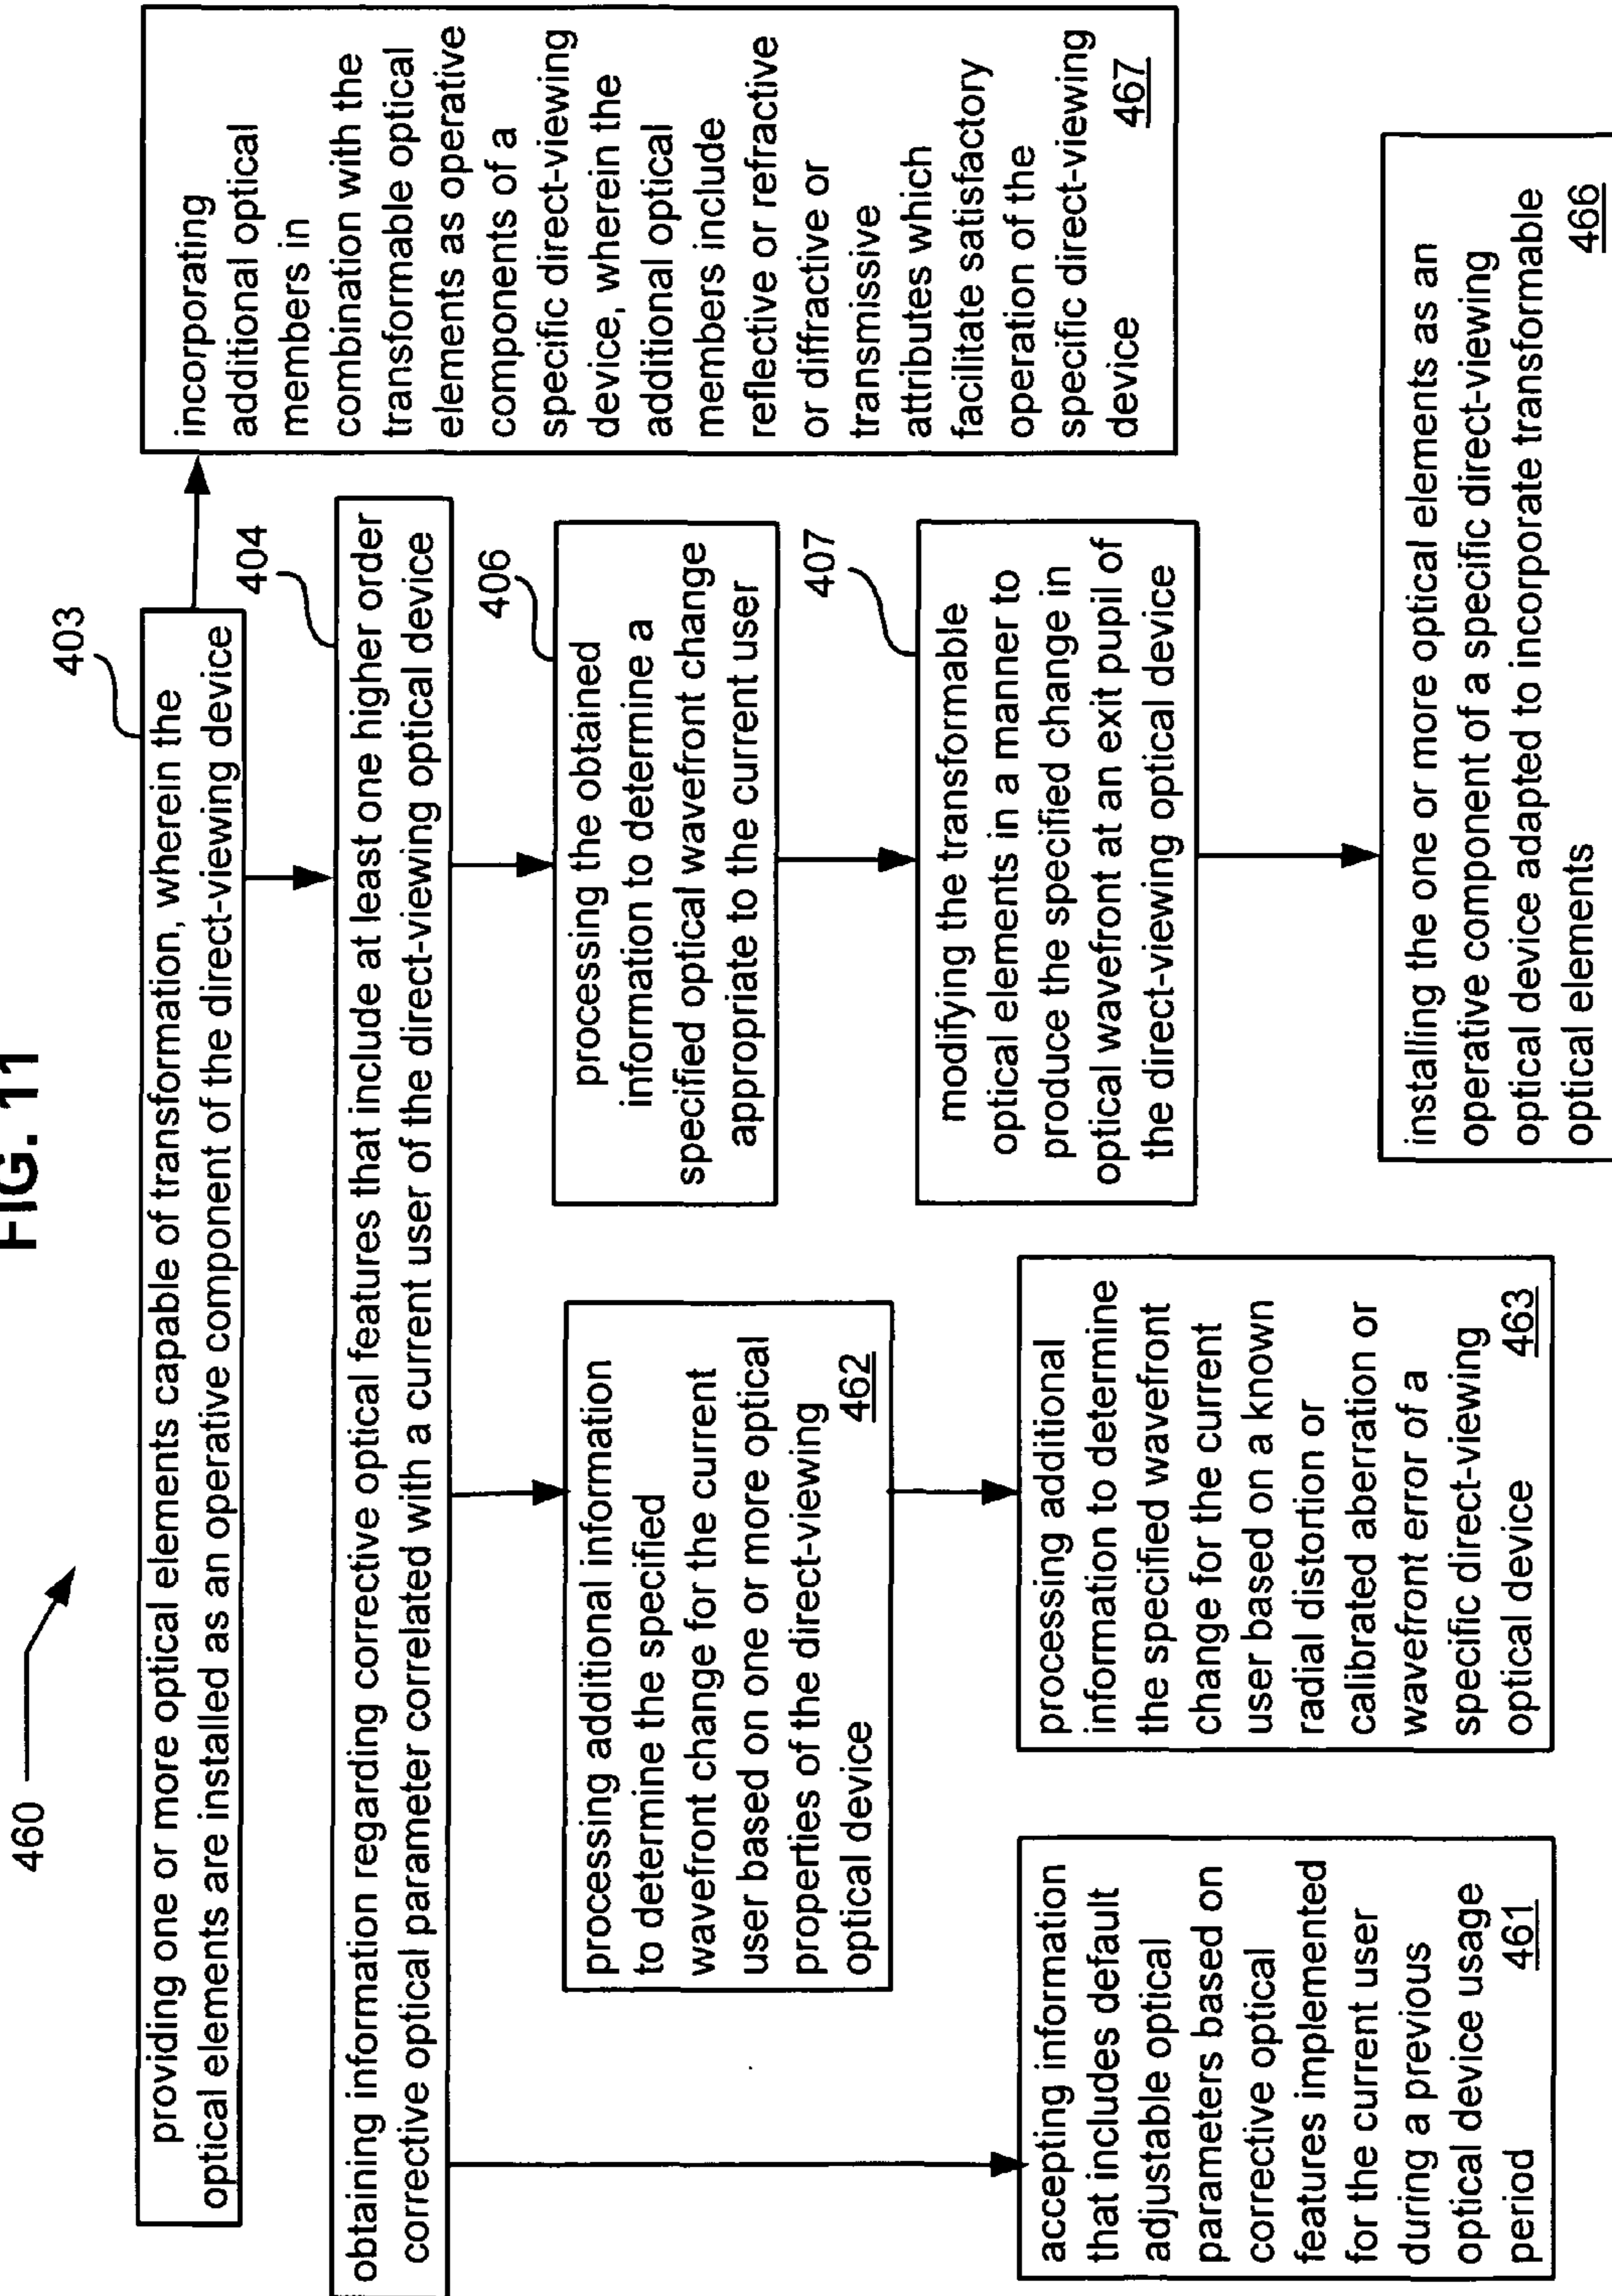 FIG. 11
460
403
providing one or more optical elements capable of transformation, wherein the
optical elements are installed as an operative component of the direct-viewing device
404
obtaining information regarding corrective optical features that include at least one higher order
corrective optical parameter correlated with a current user of the direct-viewing optical device
incorporating
additional optical
members in
combination with the
transformable optical
elements as operative
components of a
specific direct-viewing
device, wherein the
additional optical
members include
reflective or refractive
or diffractive or
transmissive
attributes which
facilitate satisfactory
operation of the
specific direct-viewing
device
467
406
processing the obtained
information to determine a
specified optical wavefront change
appropriate to the current user
407
modifying the transformable
optical elements in a manner to
produce the specified change in
optical wavefront at an exit pupil of
the direct-viewing optical device
processing additional information
to determine the specified
wavefront change for the current
user based on one or more optical
properties of the direct-viewing
optical device
462
accepting information
that includes default
adjustable optical
parameters based on
corrective optical
features implemented
for the current user
during a previous
optical device usage
period
461
processing additional
information to determine
the specified wavefront
change for the current
user based on a known
radial distortion or
calibrated aberration or
wavefront error of a
specific direct-viewing
optical device
463
installing the one or more optical elements as an
operative component of a specific direct-viewing
optical device adapted to incorporate transformable
optical elements
466